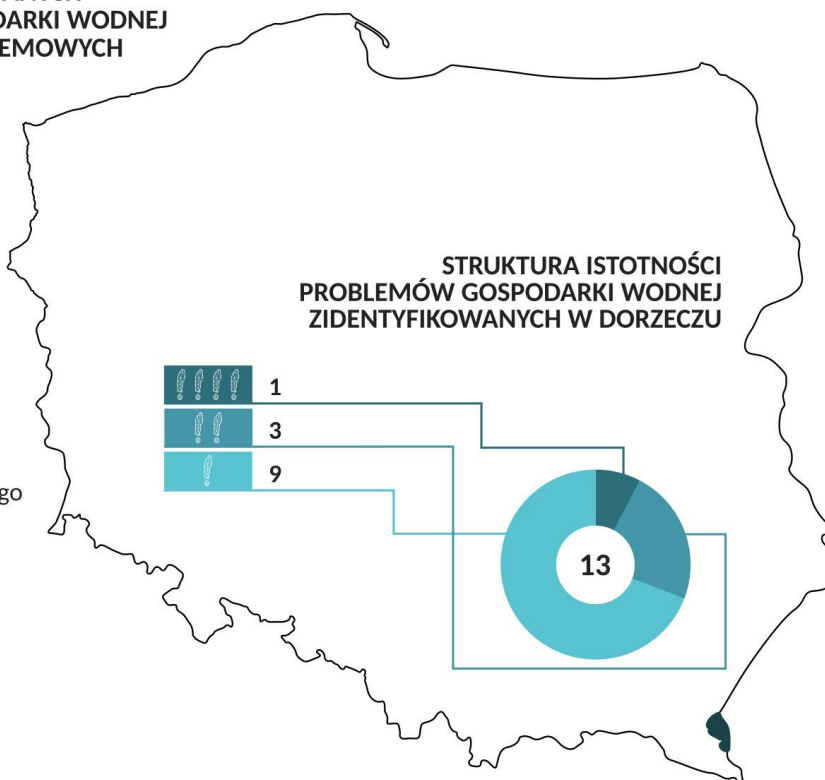 DARKI WODNEJ
EMOWYCH
STRUKTURA ISTOTNOŚCI
PROBLEMÓW GOSPODARKI WODNEJ
ZIDENTYFIKOWANYCH W DORZECZU
1
3
9
go
13